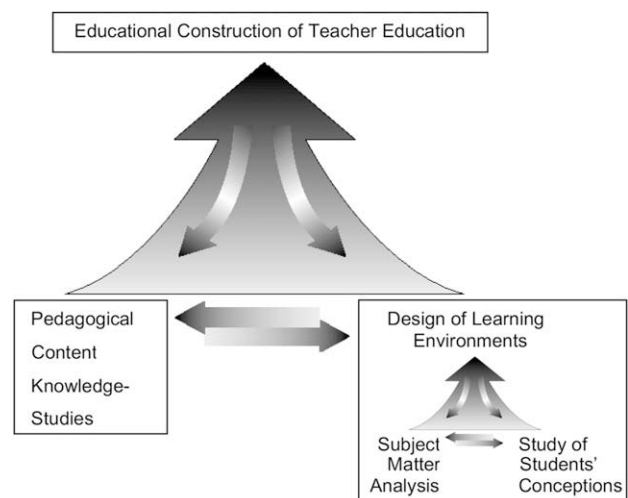 Educational Construction of Teacher Education
Pedagogical
Content
Knowledge-
Studies
Design of Learning
Environments
Subject
Matter
Analysis
Study of
Students’
Conceptions